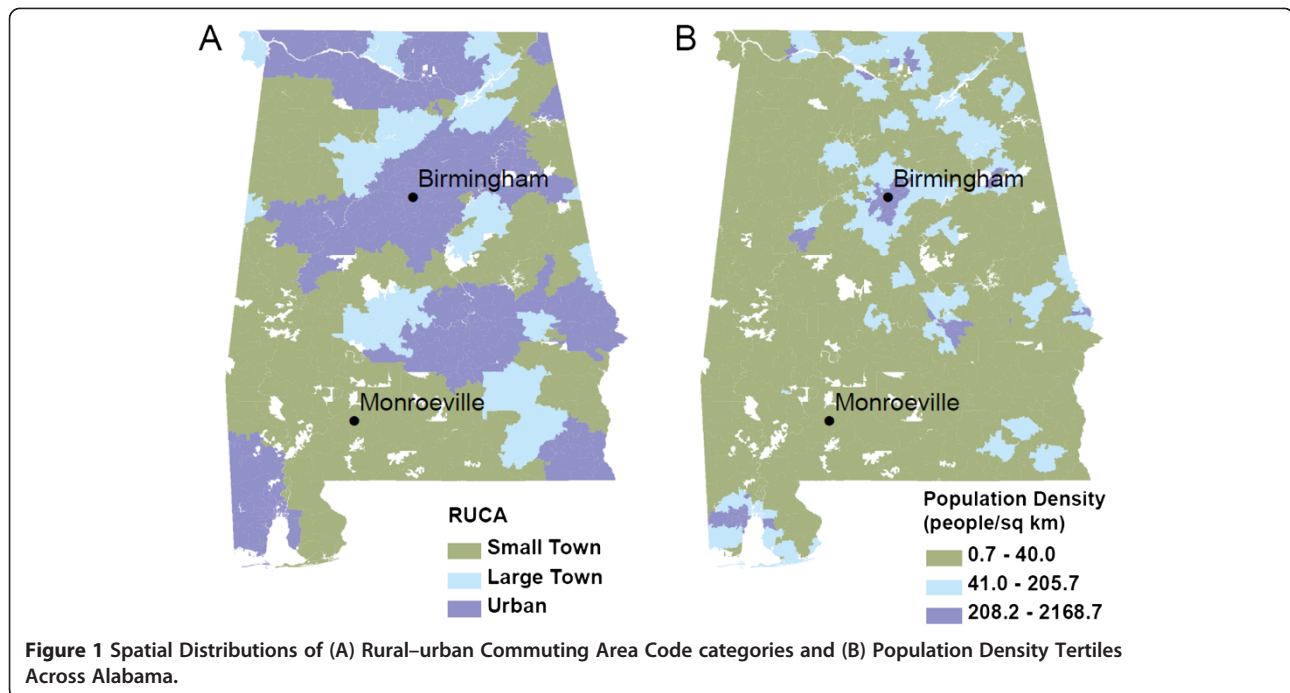 A
B
Birmingham
Birmingham
Monroeville
Monroeville
RUCA
Small Town
Large Town
Urban
Population Density
(people/sq km)
0.7 - 40.0
41.0 - 205.7
208.2 - 2168.7
Figure 1 Spatial Distributions of (A) Rural–urban Commuting Area Code categories and (B) Population Density Tertiles
Across Alabama.